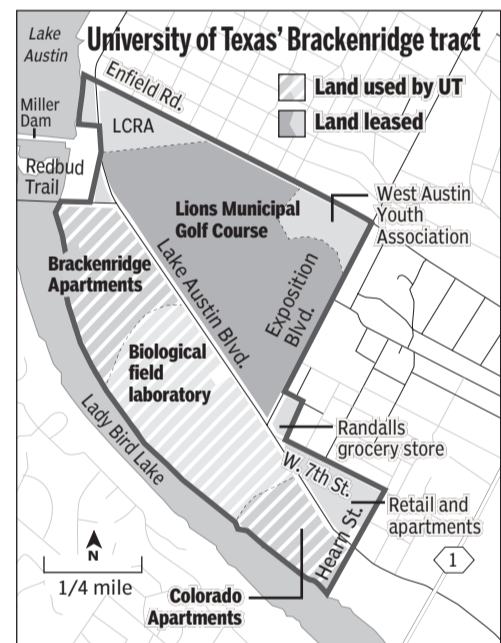 Lake
Austin
University of Texas' Brackenridge tract
Enfield Rd.
Land used by UT
Land leased
Miller
Dam
LCRA
Redbud
Trail
West Austin
Youth
Association
Lions Municipal
Golf Course
Brackenridge
Apartments
Lake Austin Blvd.
Exposition
Blvd.
Biological
field
laboratory
Lady Bird Lake
Randalls
grocery store
W. 7th St.
Retail and
apartments
Hearn St.
N
1/4 mile
1
Colorado
Apartments